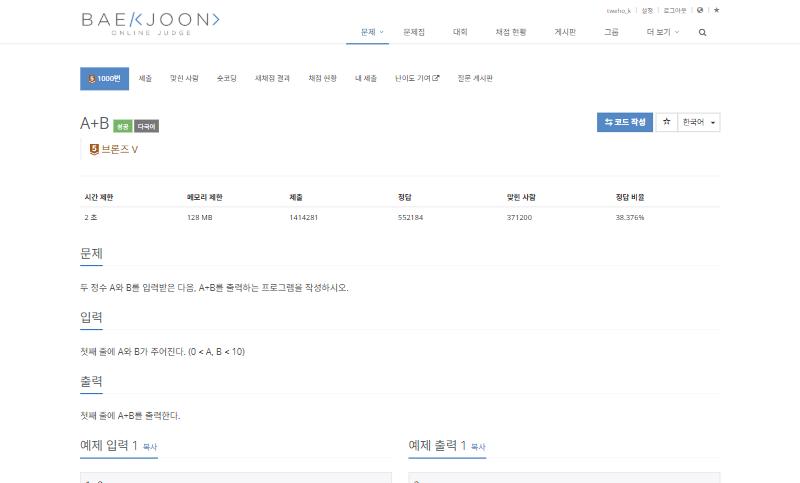 BAEKJOON>
ONLINE JUDGE
tweho_k | 설정 | 로그아웃
문제 문제집 대회 채점 현황 게시판 그룹 더 보기
1000번 제출 맞힌 사람 숏코딩 재채점 결과 채점 현황 내 제출 난이도 기여 질문 게시판
A+B 성공 다국어
코드 작성 한국어
5 브론즈 V
시간 제한 메모리 제한 제출 정답 맞힌 사람 정답 비율
2 초 128 MB 1414281 552184 371200 38.376%
문제
두 정수 A와 B를 입력받은 다음, A+B를 출력하는 프로그램을 작성하시오.
입력
첫째 줄에 A와 B가 주어진다. (0 < A, B < 10)
출력
첫째 줄에 A+B를 출력한다.
예제 입력 1 복사
예제 출력 1 복사